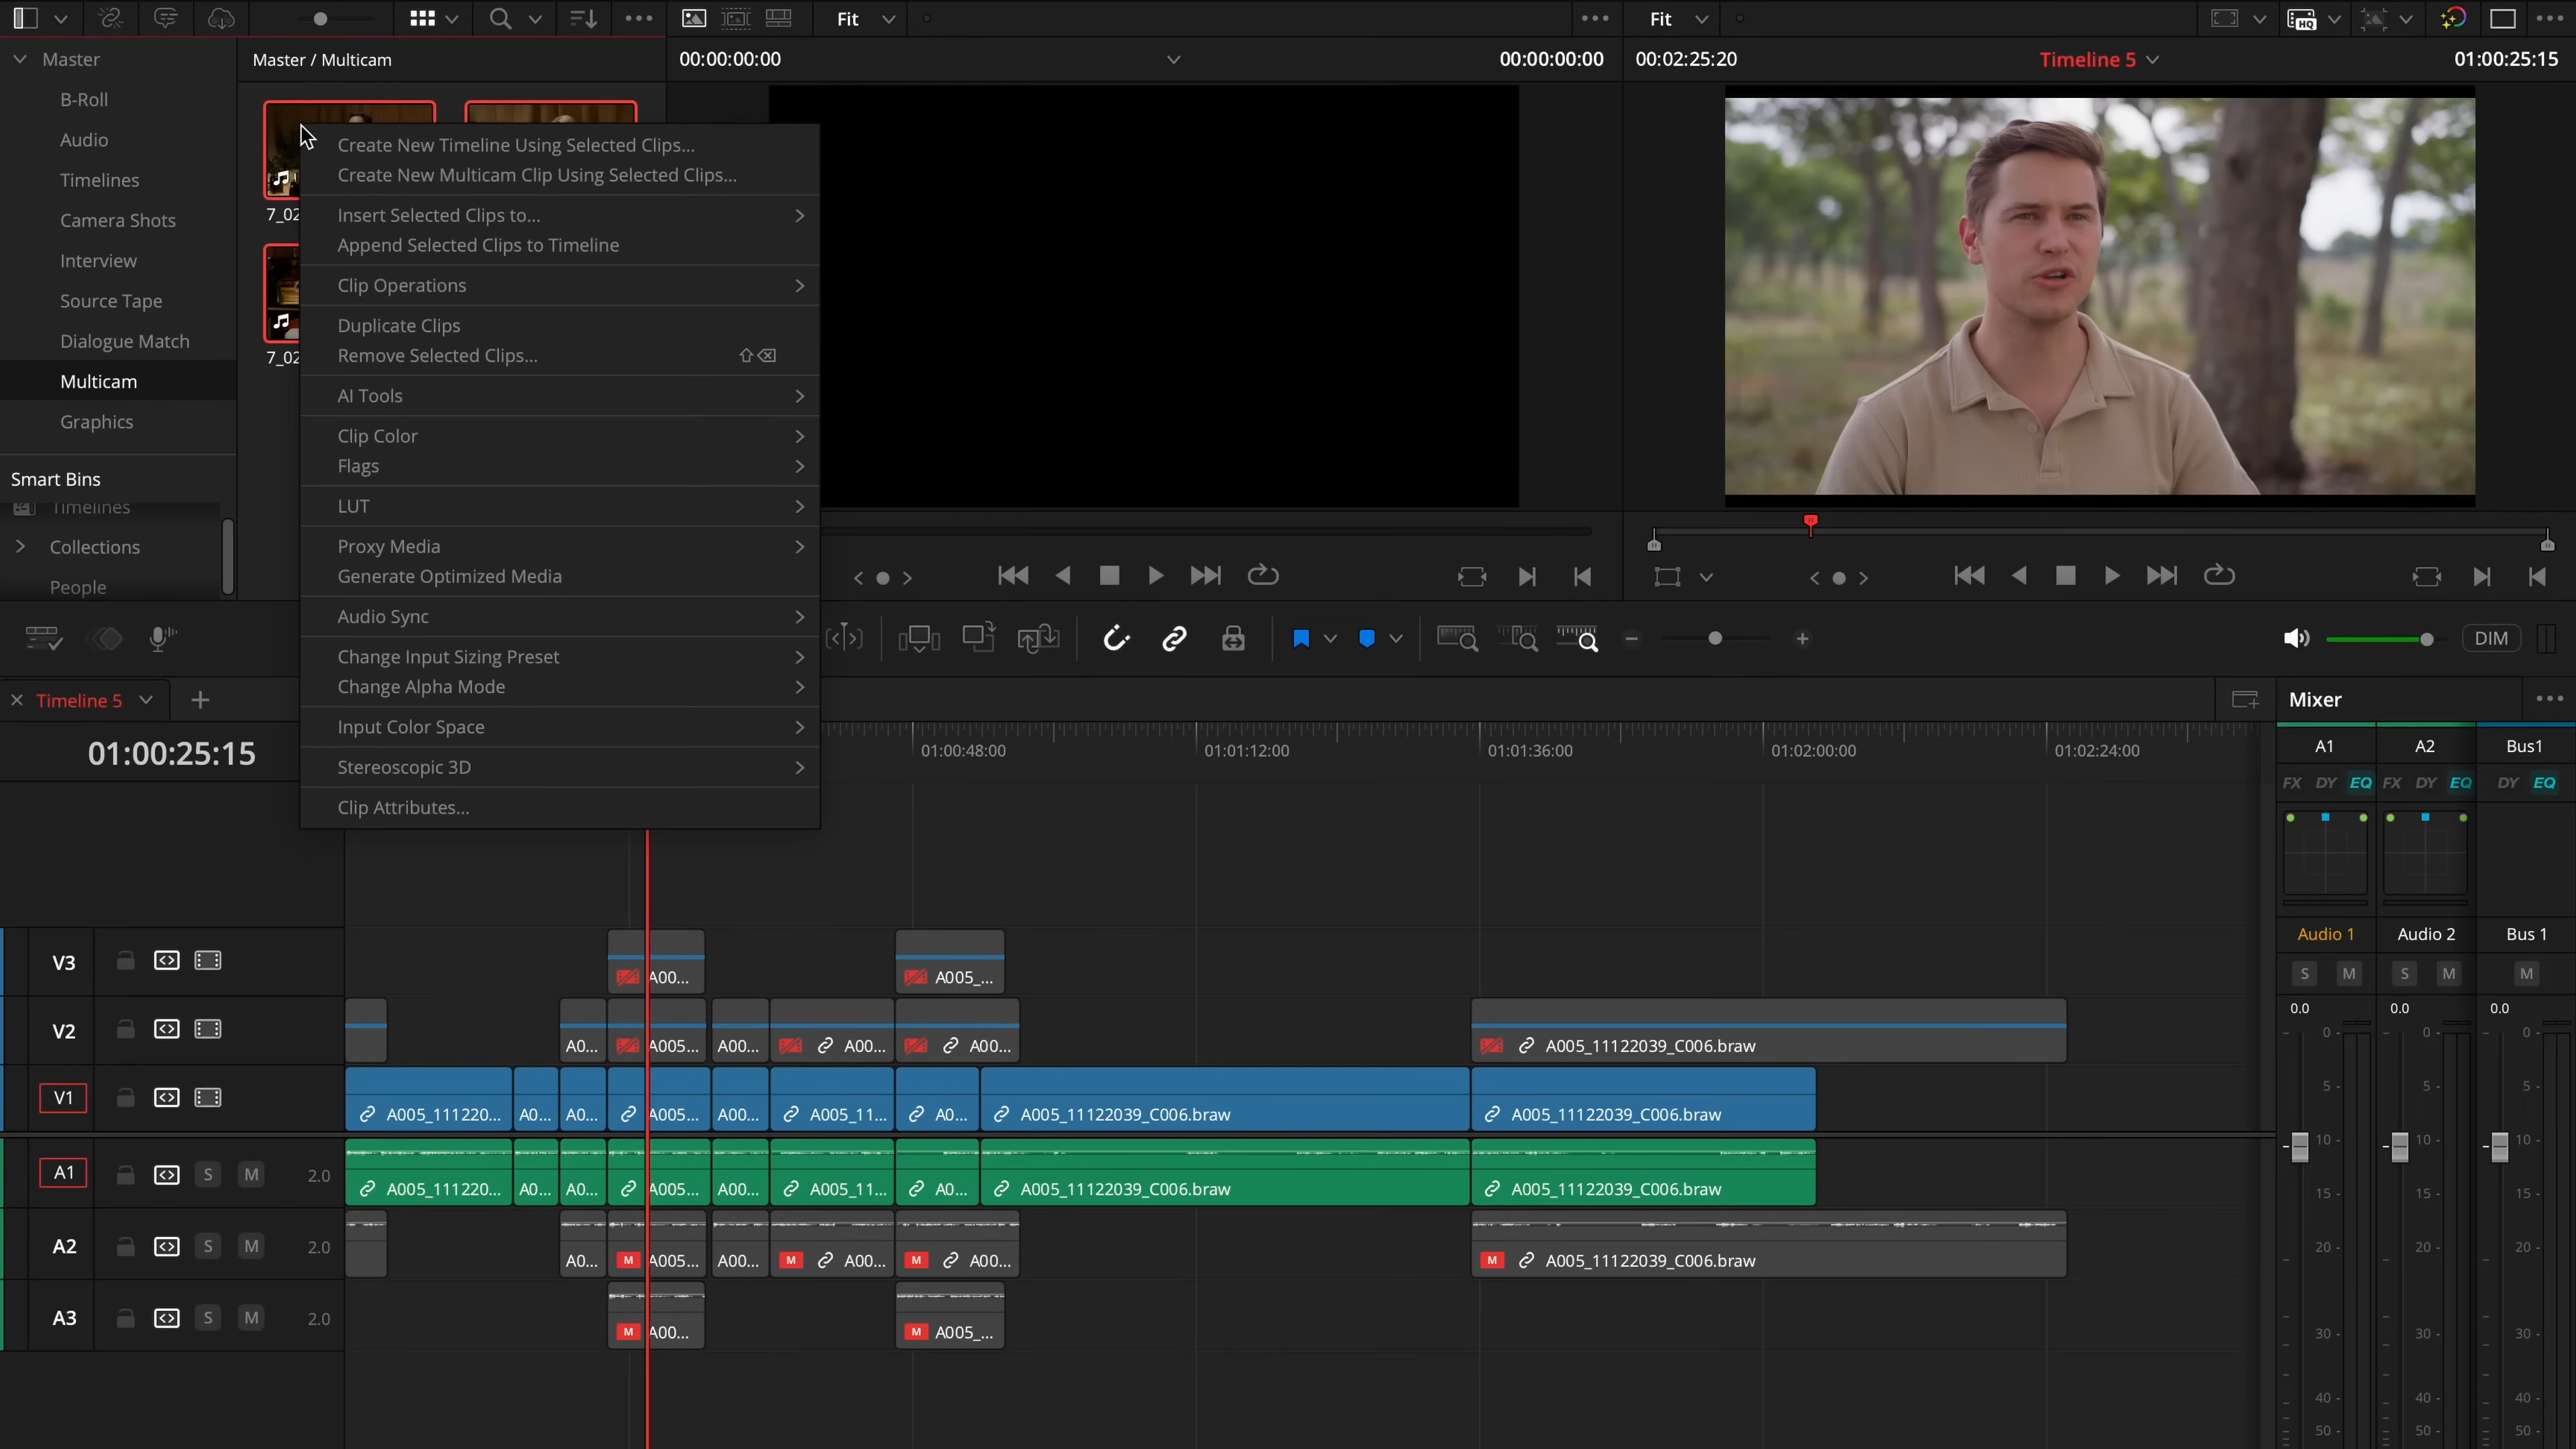 Fit
Fit
HQ
Master
Master / Multicam
00:00:00:00
00:00:00:00
00:02:25:20
Timeline 5
01:00:25:15
B-Roll
Audio
Timelines
Camera Shots
Interview
Source Tape
Dialogue Match
Multicam
Graphics
Smart Bins
Timelines
Collections
People
7_02
7_02
Create New Timeline Using Selected Clips...
Create New Multicam Clip Using Selected Clips...
Insert Selected Clips to...
Append Selected Clips to Timeline
Clip Operations
Duplicate Clips
Remove Selected Clips...
AI Tools
Clip Color
Flags
LUT
Proxy Media
Generate Optimized Media
Audio Sync
Change Input Sizing Preset
Change Alpha Mode
Input Color Space
Stereoscopic 3D
Clip Attributes...
DIM
Timeline 5
Mixer
01:00:25:15
01:00:48:00 01:01:12:00 01:01:36:00 01:02:00:00 01:02:24:00
A1 A2 Bus1
FX DY EQ FX DY EQ DY EQ
Audio 1 Audio 2 Bus 1
S M S M M
0.0 0.0 0.0
0- 0- 0-
5- 5- 5-
10- 10- 10-
15- 15- 15-
20- 20- 20-
30- 30- 30-
40- 40- 40-
50- 50- 50-
V3 A00... A005_...
V2 A0... A005... A00... A00... A00... A005_11122039_C006.braw
V1 A005_111220... A0... A0... A005... A00... A005_11... A0... A005_11122039_C006.braw A005_11122039_C006.braw
A1 S M 2.0 A005_111220... A0... A0... A005... A00... A005_11... A0... A005_11122039_C006.braw A005_11122039_C006.braw
A2 S M 2.0 A0... M A005... A00... M A00... M A00... M A005_11122039_C006.braw
A3 S M 2.0 M A00... M A005_...